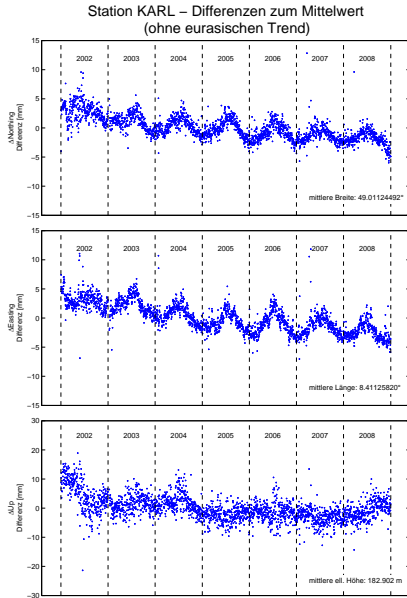 Station KARL – Differenzen zum Mittelwert
(ohne eurasischen Trend)
15
10
5
0
−5
−10
−15
ΔNorthing
Differenz [mm]
2002 2003 2004 2005 2006 2007 2008
mittlere Breite: 49.01124492°
15
10
5
0
−5
−10
−15
ΔEasting
Differenz [mm]
2002 2003 2004 2005 2006 2007 2008
mittlere Länge: 8.41125820°
30
20
10
0
−10
−20
−30
ΔUp
Differenz [mm]
2002 2003 2004 2005 2006 2007 2008
mittlere ell. Höhe: 182.902 m